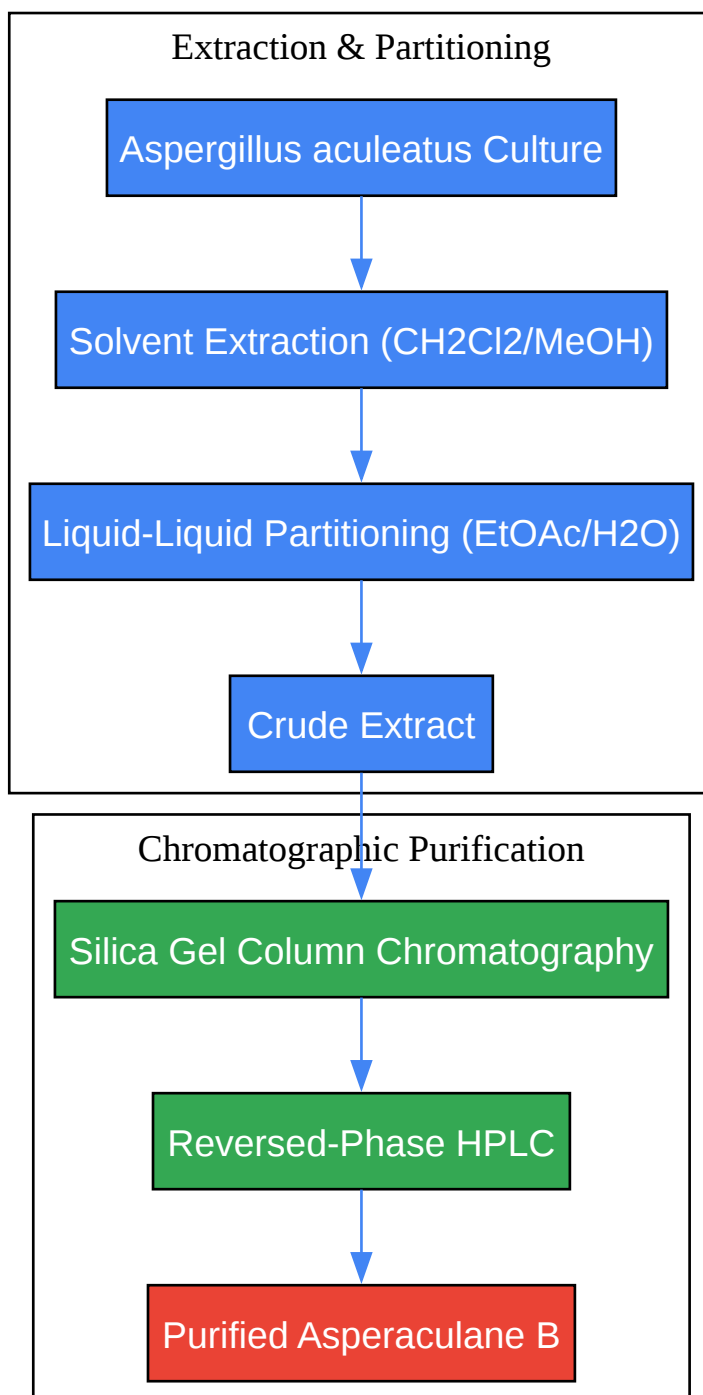 Extraction & Partitioning
Aspergillus aculeatus Culture
Solvent Extraction (CH2Cl2/MeOH)
Liquid-Liquid Partitioning (EtOAc/H2O)
Crude Extract
Chromatographic Purification
Silica Gel Column Chromatography
Reversed-Phase HPLC
Purified Asperaculane B